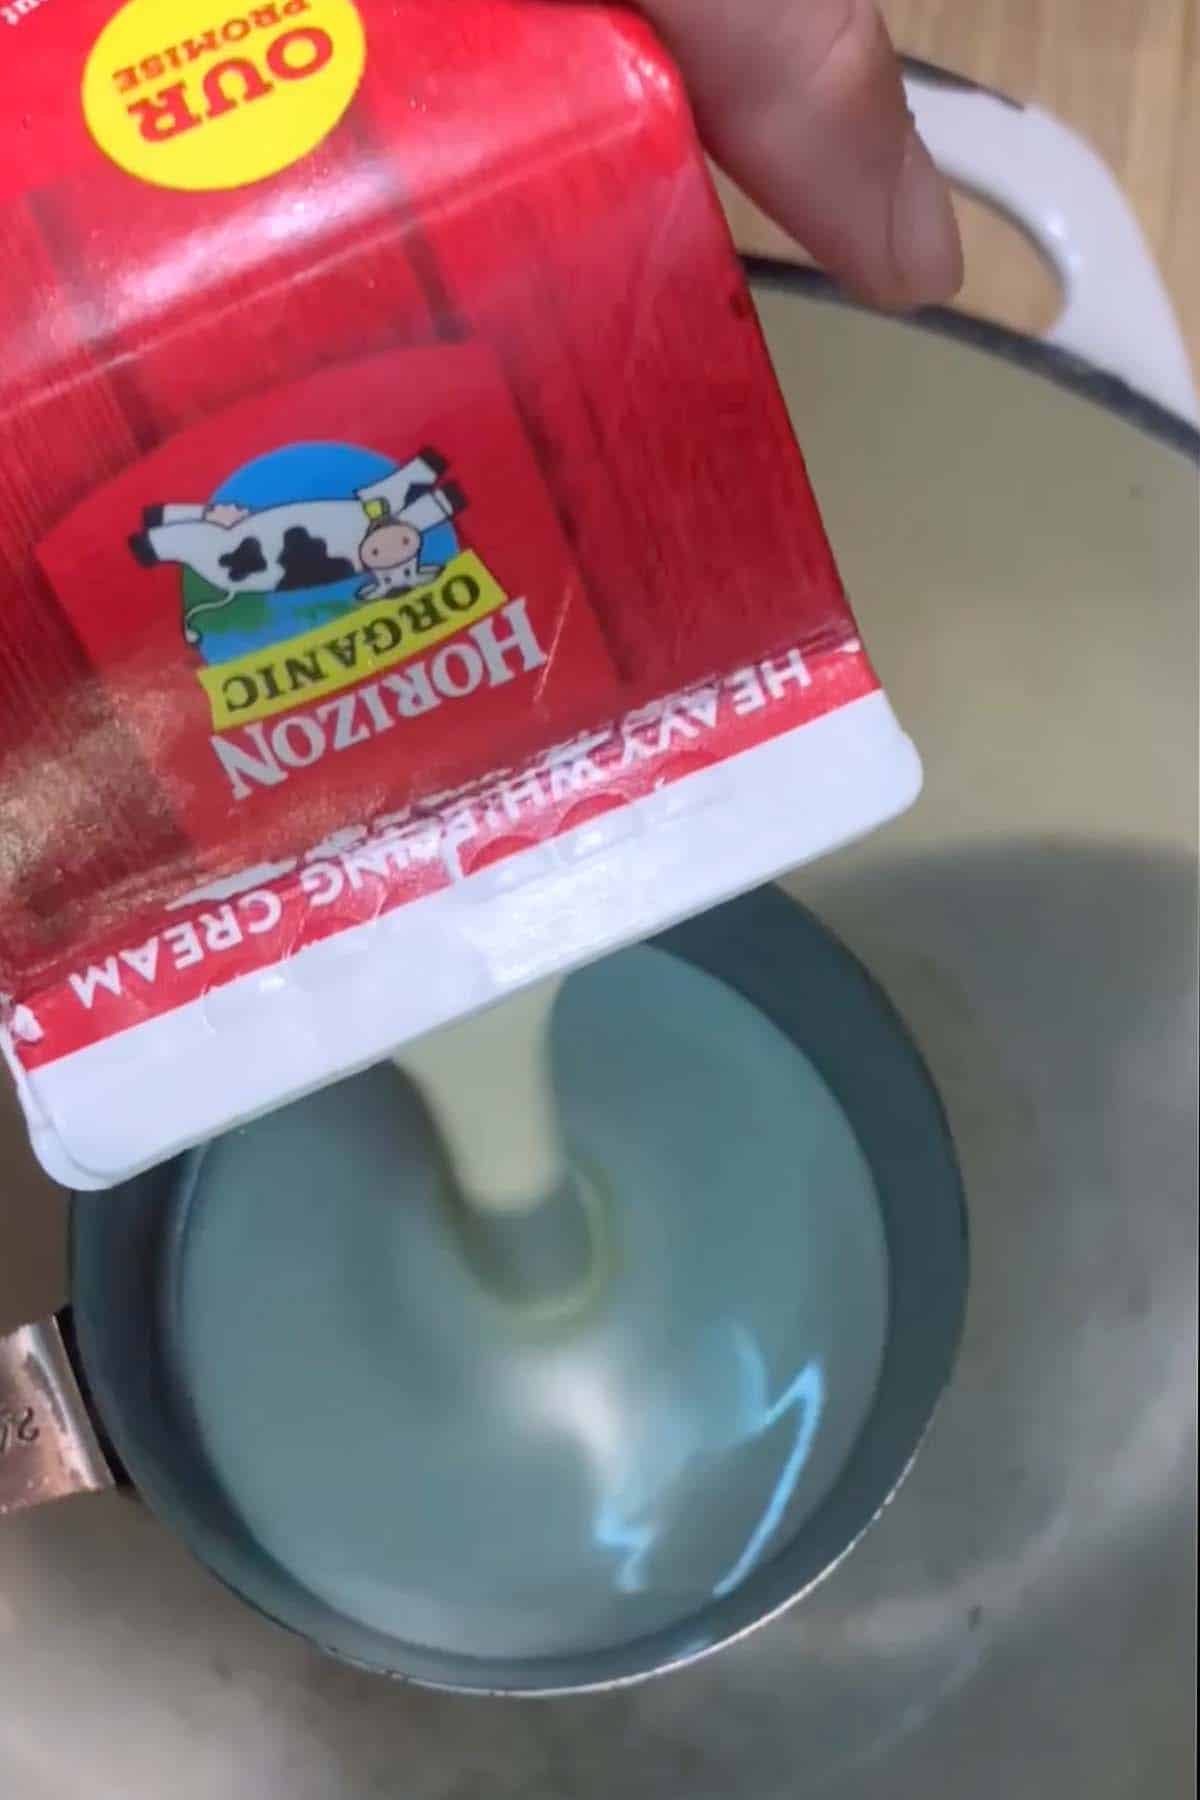 OUR
PROMISE
HORIZON
ORGANIC
HEAVY WHIPPING CREAM